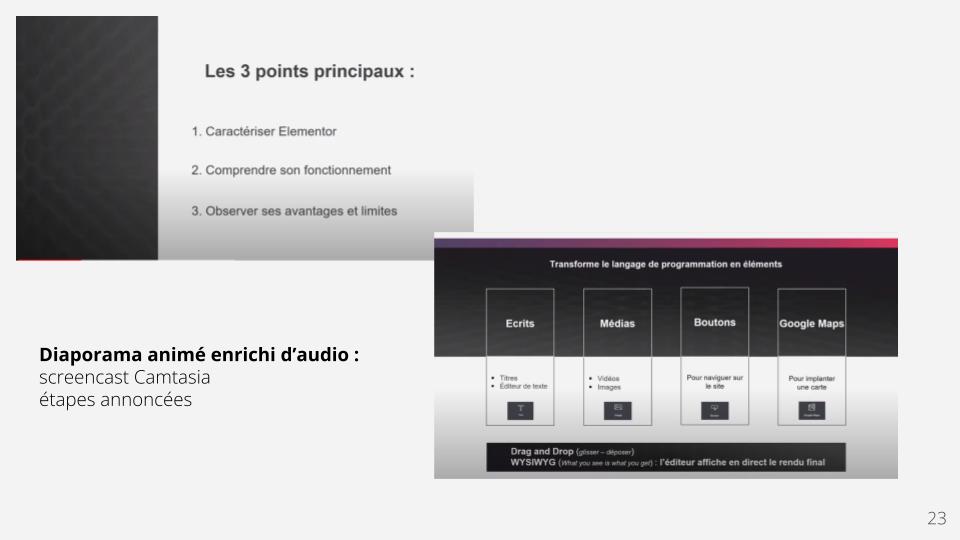 Les 3 points principaux :
1. Caractériser Elementor
2. Comprendre son fonctionnement
3. Observer ses avantages et limites
Diaporama animé enrichi d’audio :
screencast Camtasia
étapes annoncées
Transforme le langage de programmation en éléments
Ecrits
Médias
Boutons
Google Maps
• Titres
• Éditeur de texte
• Vidéos
• Images
Pour naviguer sur
le site
Pour implanter
une carte
Drag and Drop (glisser – déposer)
WYSIWYG (What you see is what you get) : l'éditeur affiche en direct le rendu final
23